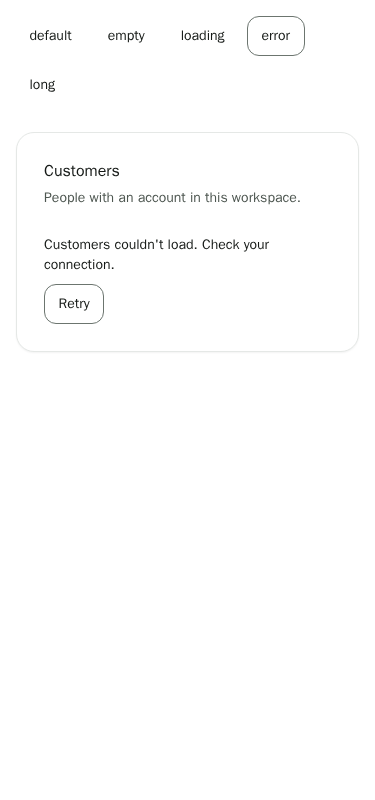 default empty loading error
long
Customers
People with an account in this workspace.
Customers couldn't load. Check your
connection.
Retry